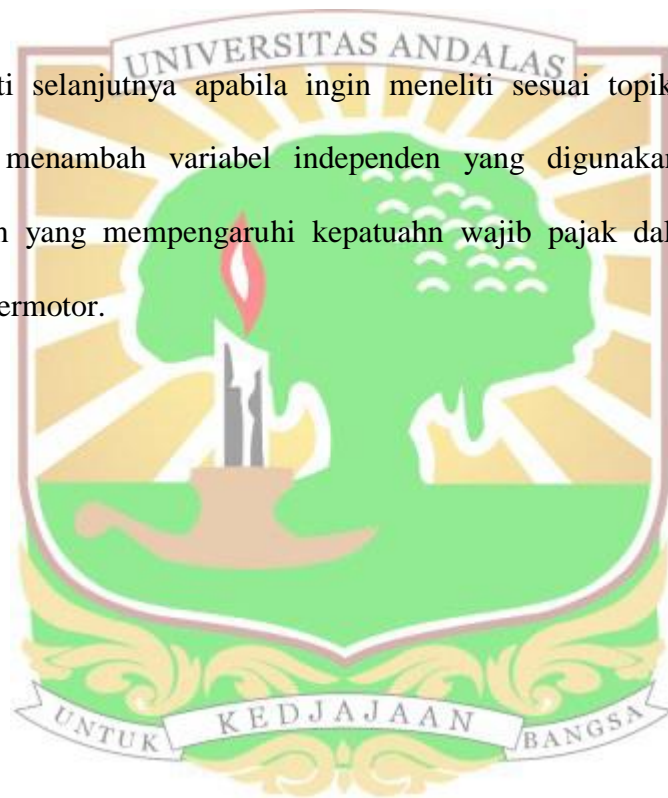 UNIVERSITAS ANDALAS
ti selanjutnya apabila ingin meneliti sesuai topik
menambah variabel independen yang digunakan
yang mempengaruhi kepatuahn wajib pajak dal
ermotor.
UNTUK KEDJAJAAN BANGSA